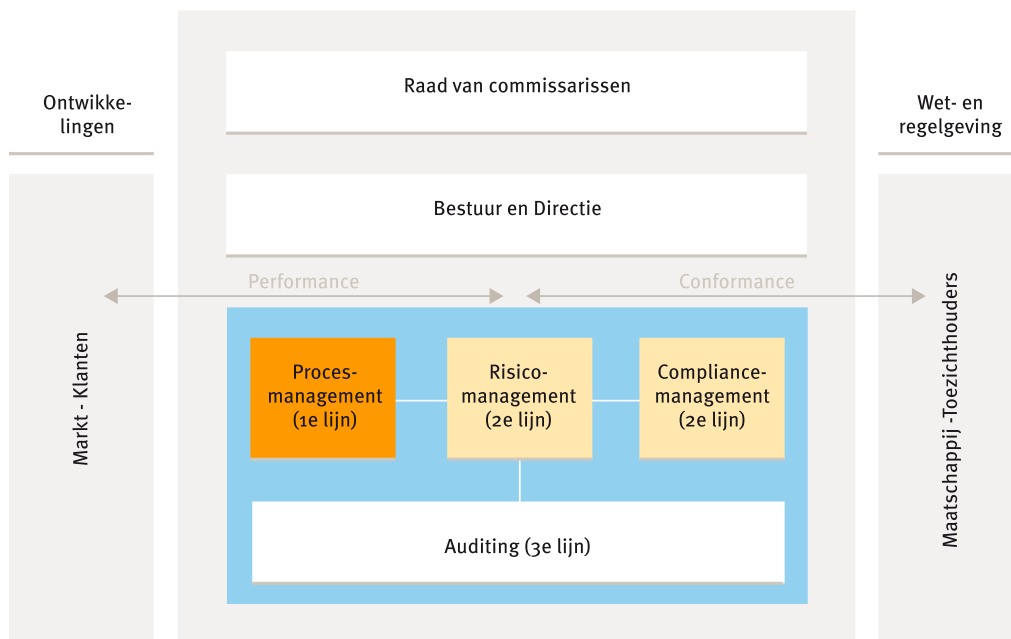 Raad van commissarissen
Ontwikke-
lingen
Wet- en
regelgeving
Bestuur en Directie
Performance
Conformance
Markt - Klanten
Maatschappij -Toezichthouders
Proces-
management
(1e lijn)
Risico-
management
(2e lijn)
Compliance-
management
(2e lijn)
Auditing (3e lijn)